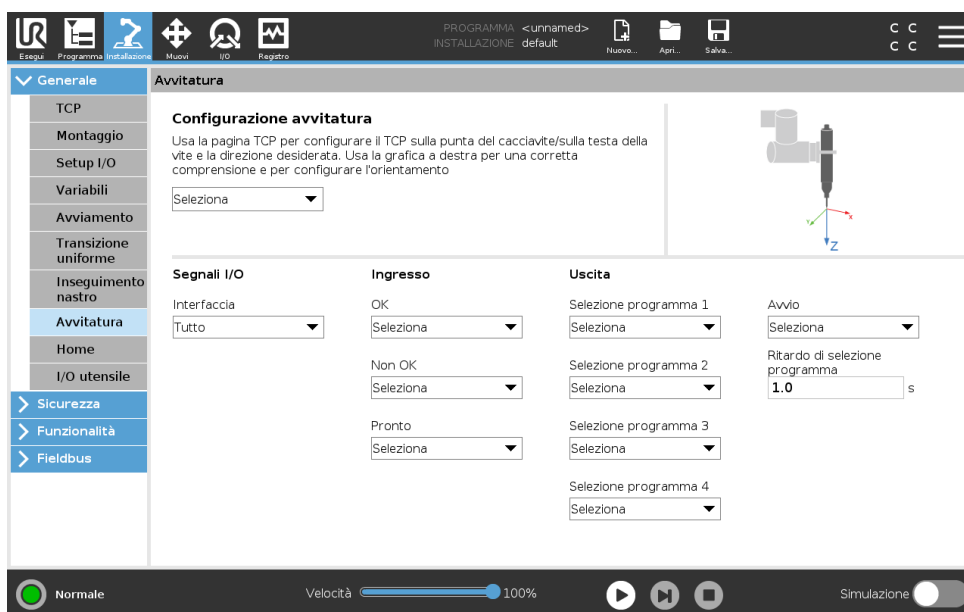 PROGRAMMA <unnamed>
INSTALLAZIONE default
Esegui
Programma
Installazione
Muovi
I/O
Registro
Nuovo...
Apri...
Salva...
C C
C C
Generale
TCP
Montaggio
Setup I/O
Variabili
Avviamento
Transizione
uniforme
Inseguimento
nastro
Avvitatura
Home
I/O utensile
Sicurezza
Funzionalità
Fieldbus
Avvitatura
Configurazione avvitatura
Usa la pagina TCP per configurare il TCP sulla punta del cacciavite/sulla testa della
vite e la direzione desiderata. Usa la grafica a destra per una corretta
comprensione e per configurare l'orientamento
Seleziona
Y
X
Z
Segnali I/O
Interfaccia
Tutto
Ingresso
OK
Seleziona
Non OK
Seleziona
Pronto
Seleziona
Uscita
Selezione programma 1
Seleziona
Selezione programma 2
Seleziona
Selezione programma 3
Seleziona
Selezione programma 4
Seleziona
Avvio
Seleziona
Ritardo di selezione
programma
1.0 s
Normale
Velocità 100%
Simulazione